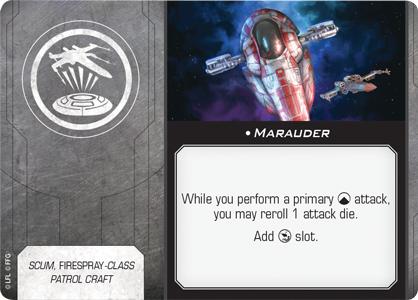 • MARAUDER
While you perform a primary attack,
you may reroll 1 attack die.
Add slot.
SCUM, FIRESPRAY-CLASS
PATROL CRAFT
© LFL © FFG